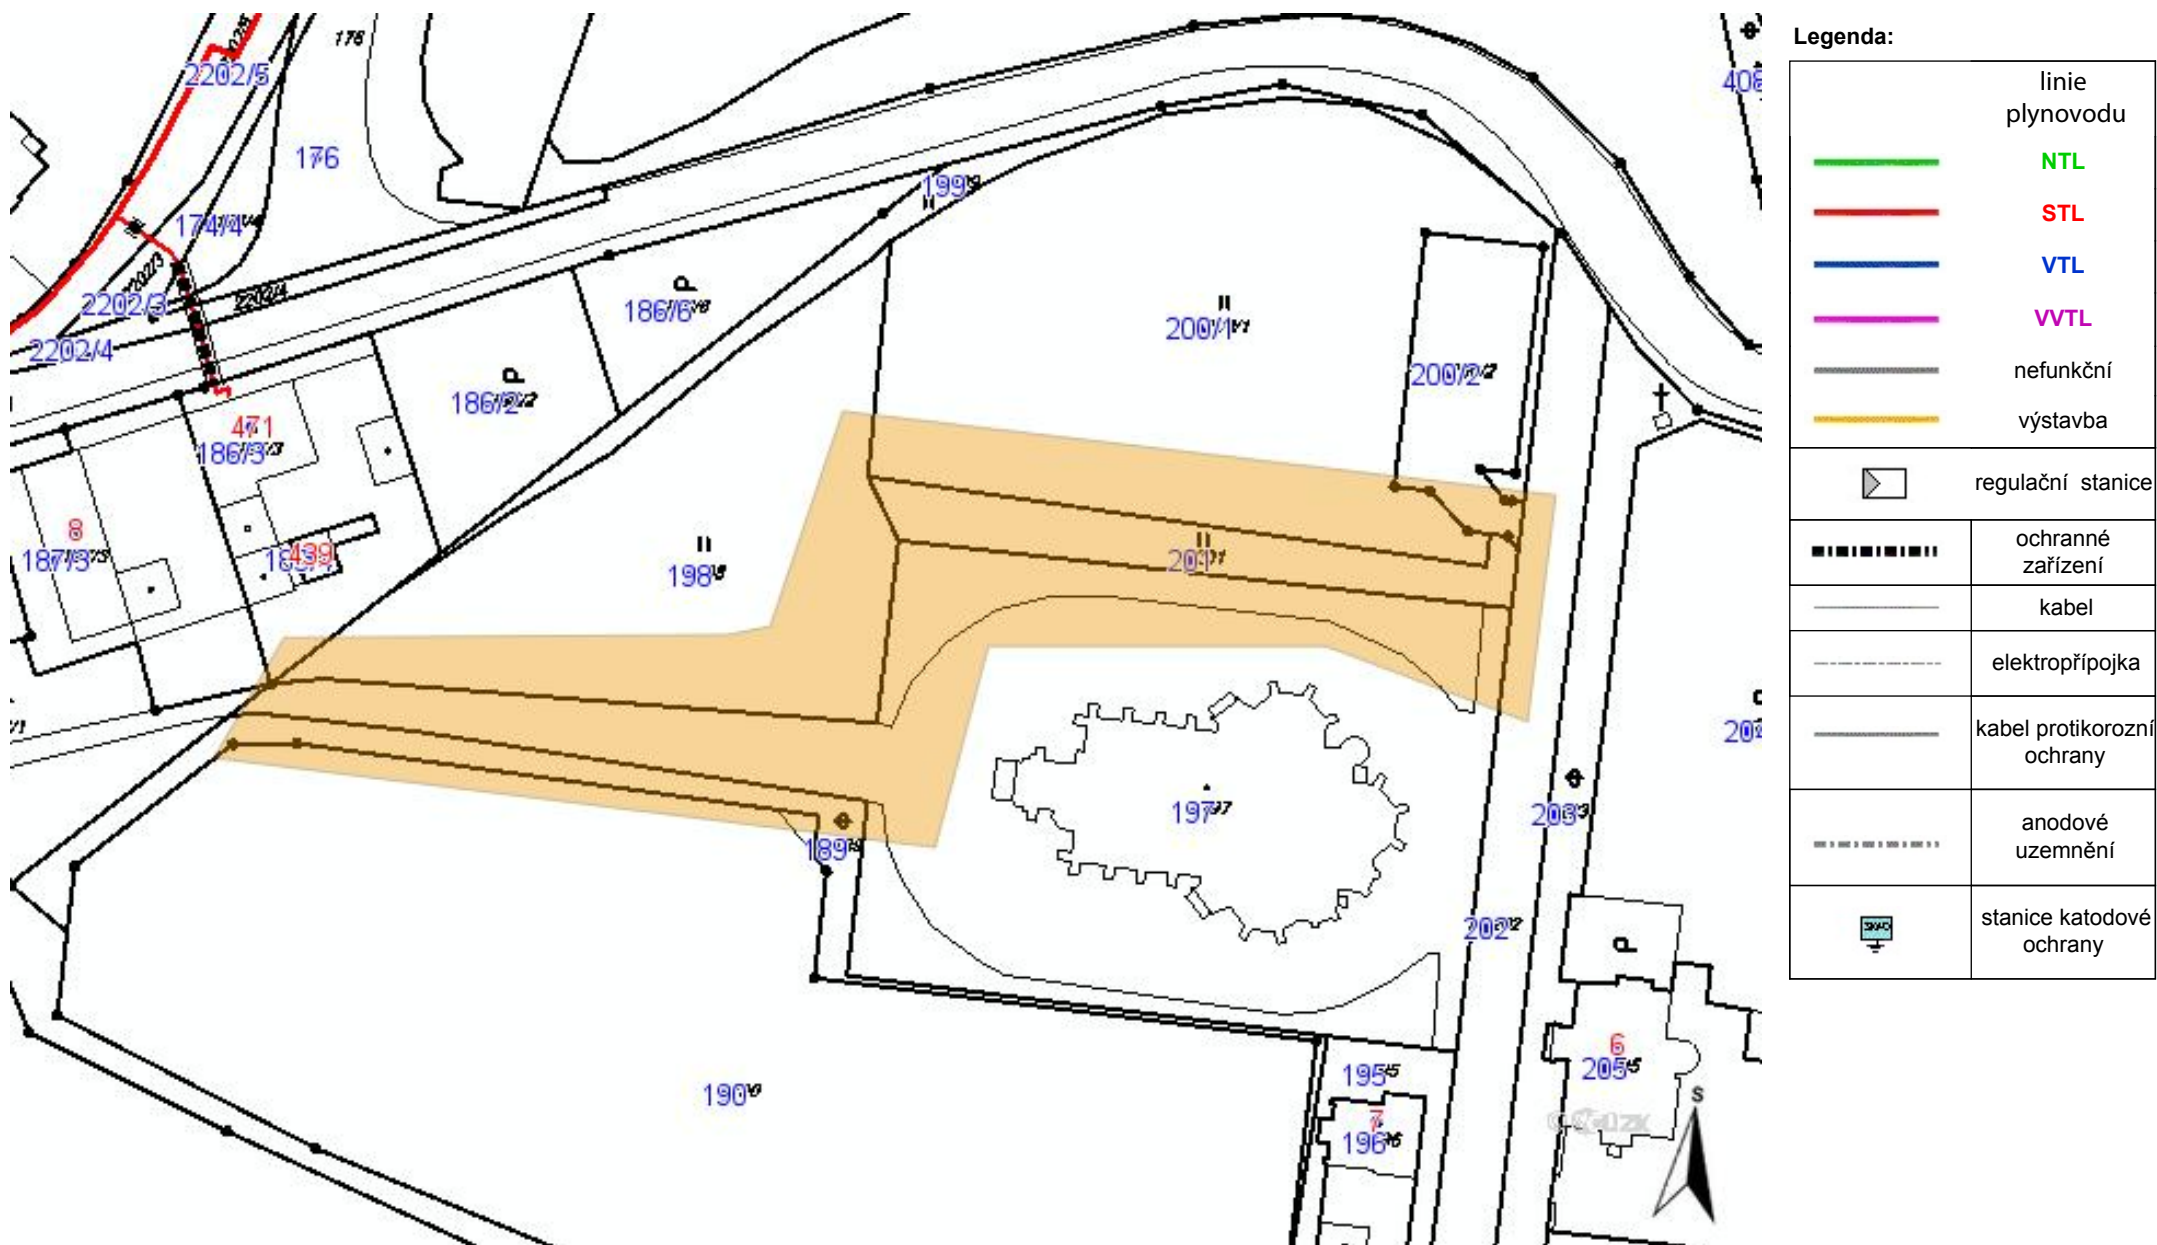 176
2202/5
408
176
174/4
199
2202/3
2202/3
2202/4
2202/4
186/6
200/1
200/2
186/2
471
186/3
8
187/3
439
198
201
197
203
189
202
190
195
7
196
6
205
S
Legenda:
linie
plynovodu
NTL
STL
VTL
VVTL
nefunkční
výstavba
regulační stanice
ochranné
zařízení
kabel
elektropřípojka
kabel protikorozní
ochrany
anodové
uzemnění
stanice katodové
ochrany